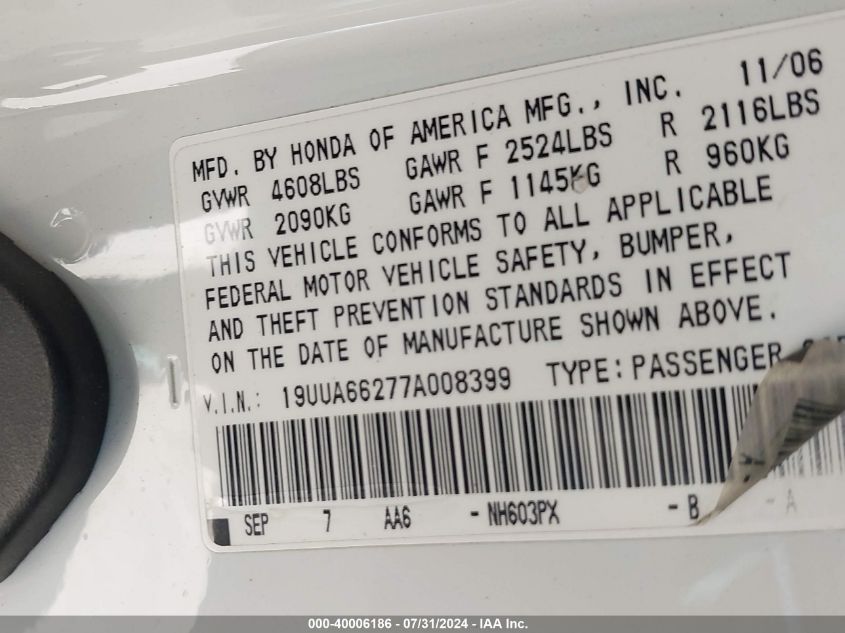 11/06
MFD. BY HONDA OF AMERICA MFG., INC.
GVWR 4608LBS GAWR F 2524LBS R 2116LBS
GVWR 2090KG GAWR F 1145KG R 960KG
THIS VEHICLE CONFORMS TO ALL APPLICABLE
FEDERAL MOTOR VEHICLE SAFETY, BUMPER,
AND THEFT PREVENTION STANDARDS IN EFFECT
ON THE DATE OF MANUFACTURE SHOWN ABOVE.
V.I.N.: 19UUA66277A008399 TYPE:PASSENGER
SEP 7 AA6 -NH603PX -B -A
000-40006186 - 07/31/2024 - IAA Inc.